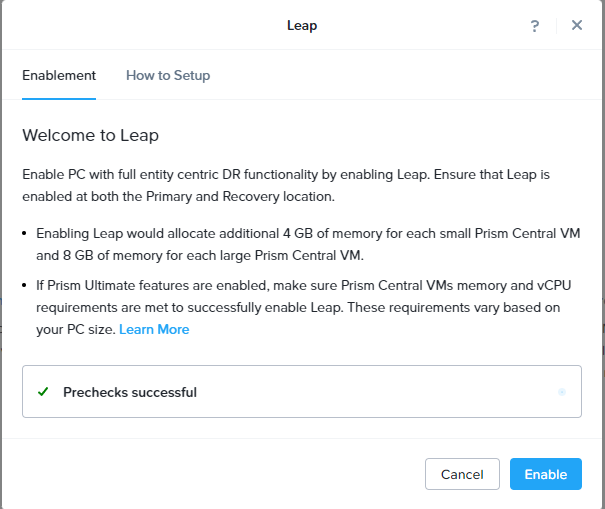 Leap
?
Enablement
How to Setup
Welcome to Leap
Enable PC with full entity centric DR functionality by enabling Leap. Ensure that Leap is
enabled at both the Primary and Recovery location.
• Enabling Leap would allocate additional 4 GB of memory for each small Prism Central VM
and 8 GB of memory for each large Prism Central VM.
• If Prism Ultimate features are enabled, make sure Prism Central VMs memory and vCPU
requirements are met to successfully enable Leap. These requirements vary based on
your PC size. Learn More
Prechecks successful
Cancel
Enable